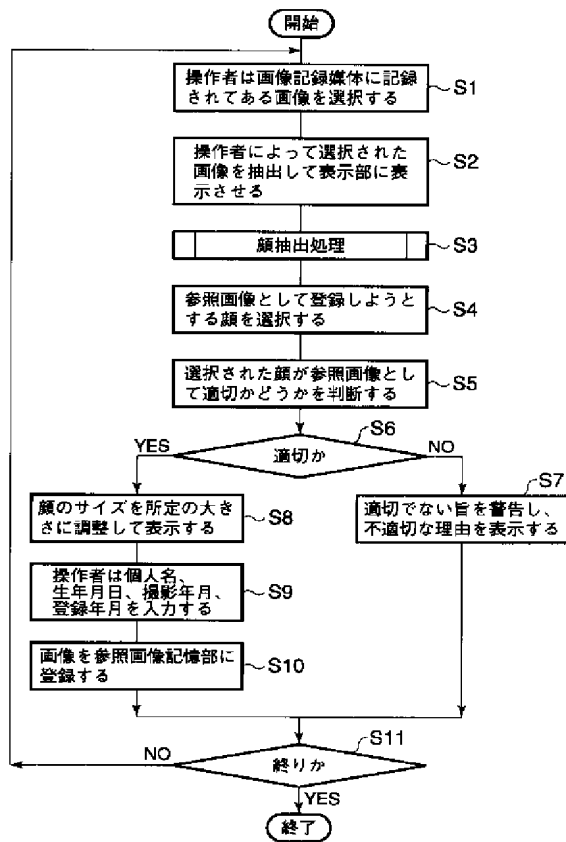 開始
操作者は画像記録媒体に記録
されてある画像を選択する
S1
操作者によって選択された
画像を抽出して表示部に表
示させる
S2
顔抽出処理
S3
参照画像として登録しようと
する顔を選択する
S4
選択された顔が参照画像とし
て適切かどうかを判断する
S5
S6
YES
適切か
NO
S7
顔のサイズを所定の大き
さに調整して表示する
S8
適切でない旨を警告し、
不適切な理由を表示する
操作者は個人名、
生年月日、撮影年月、
登録年月を入力する
S9
画像を参照画像記憶部に
登録する
S10
S11
NO
終りか
YES
終了